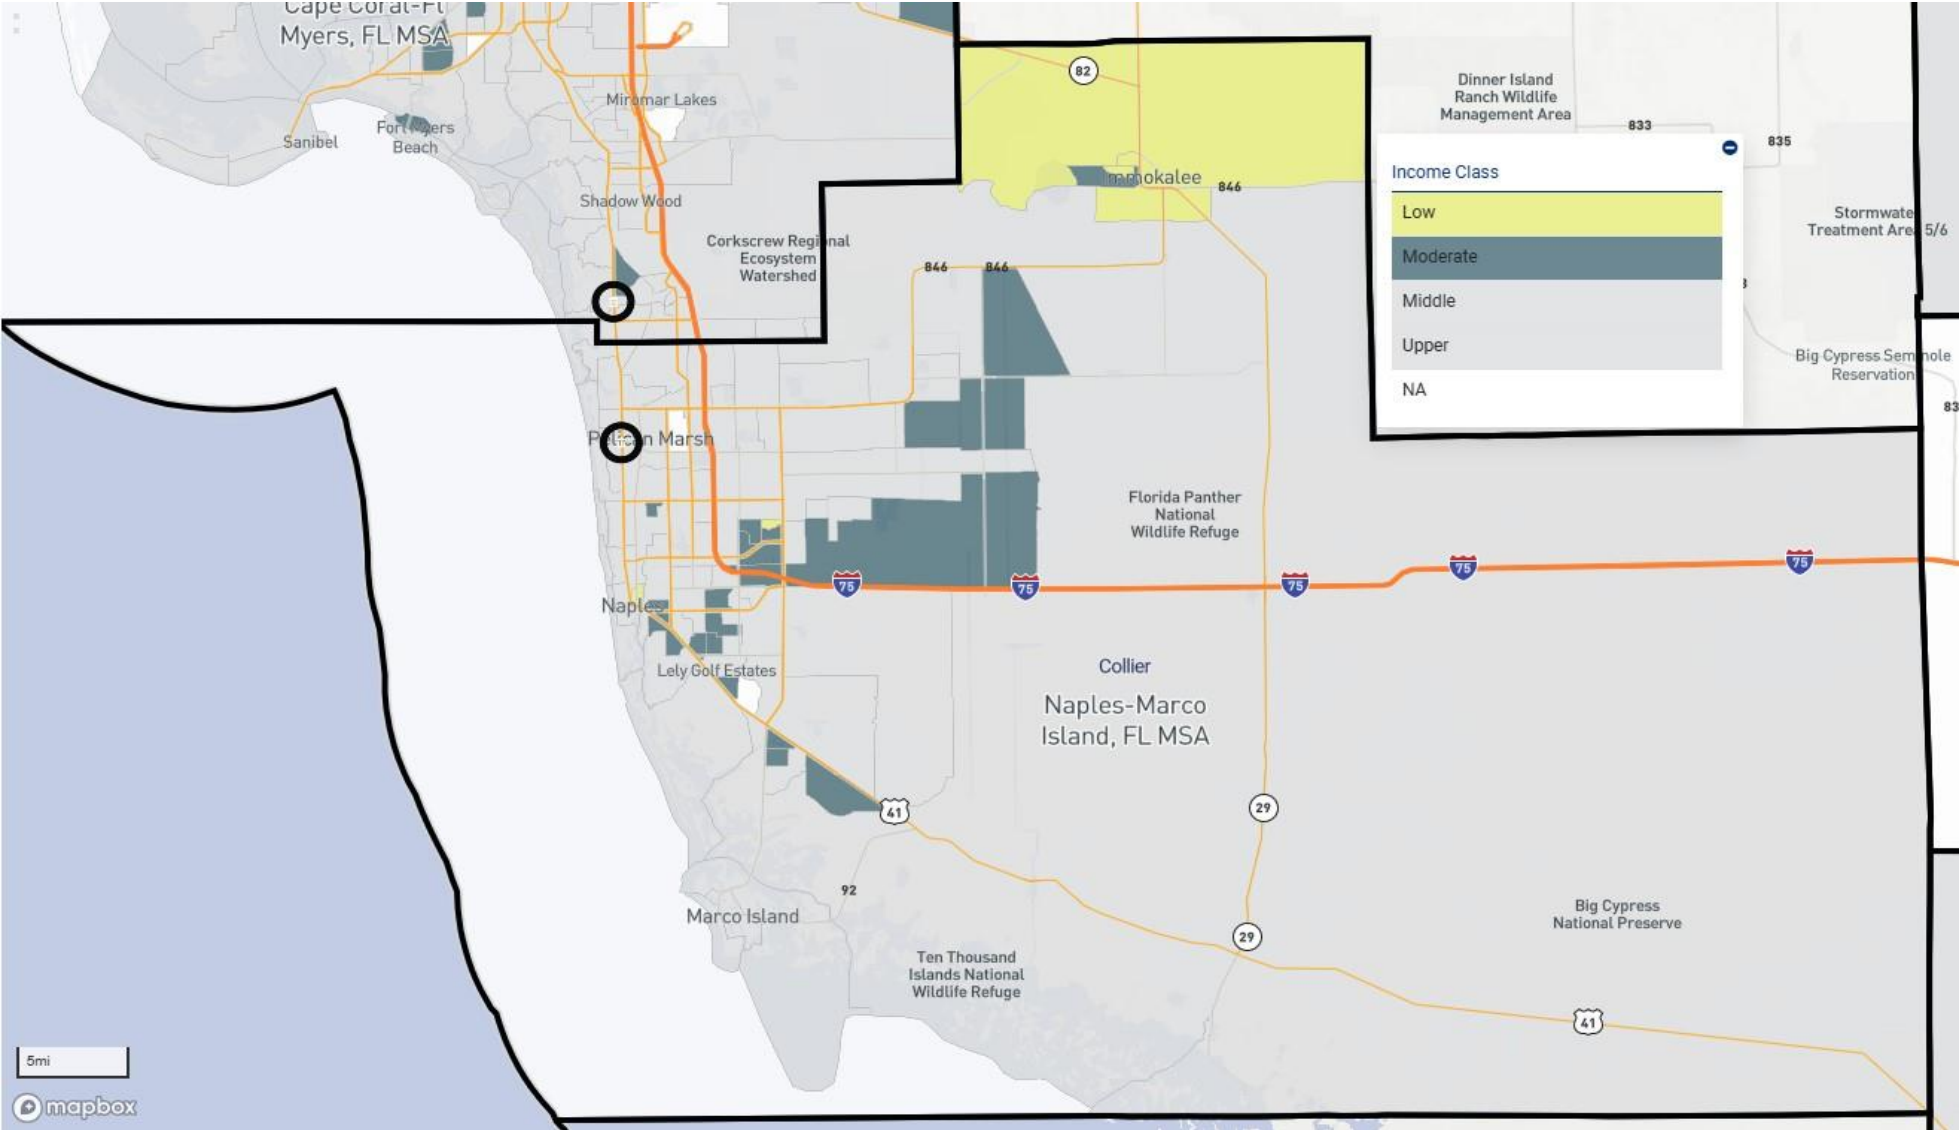 Cape Coral-Ft
Myers, FL MSA
82
Dinner Island
Ranch Wildlife
Management Area
Miromar Lakes
833
835
Sanibel
Fort Myers
Beach
Income Class
Low
Moderate
Middle
Upper
NA
Immokalee
846
Shadow Wood
Stormwate
Treatment Area 5/6
Corkscrew Regional
Ecosystem
Watershed
846
846
Big Cypress Seminole
Reservation
83
Pelican Marsh
Florida Panther
National
Wildlife Refuge
75
75
75
75
75
Naples
Lely Golf Estates
Collier
Naples-Marco
Island, FL MSA
41
29
92
Marco Island
Big Cypress
National Preserve
29
Ten Thousand
Islands National
Wildlife Refuge
41
5mi
mapbox